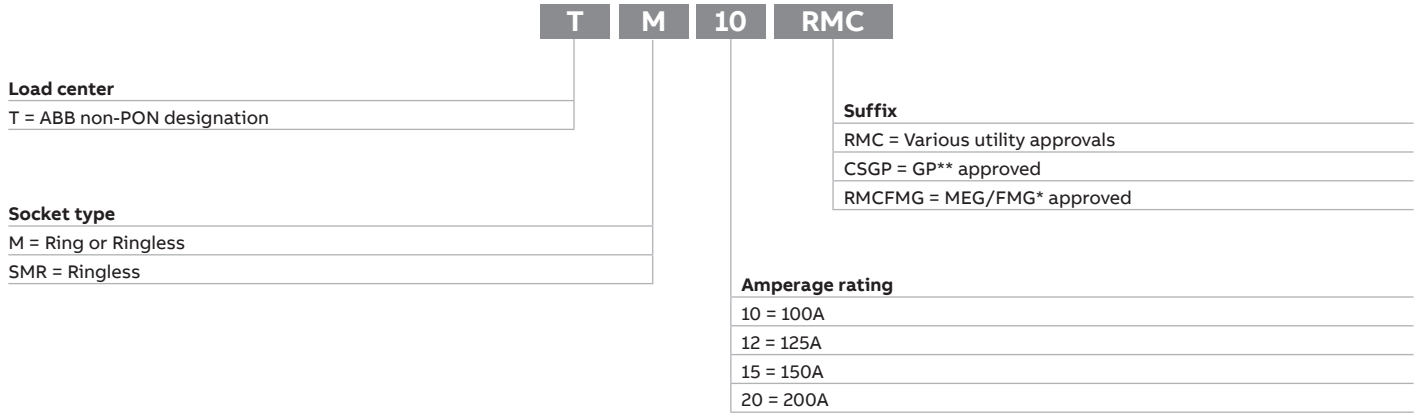 T M 10 RMC
Load center
T = ABB non-PON designation
Socket type
M = Ring or Ringless
SMR = Ringless
Suffix
RMC = Various utility approvals
CSGP = GP** approved
RMCFMG = MEG/FMG* approved
Amperage rating
10 = 100A
12 = 125A
15 = 150A
20 = 200A